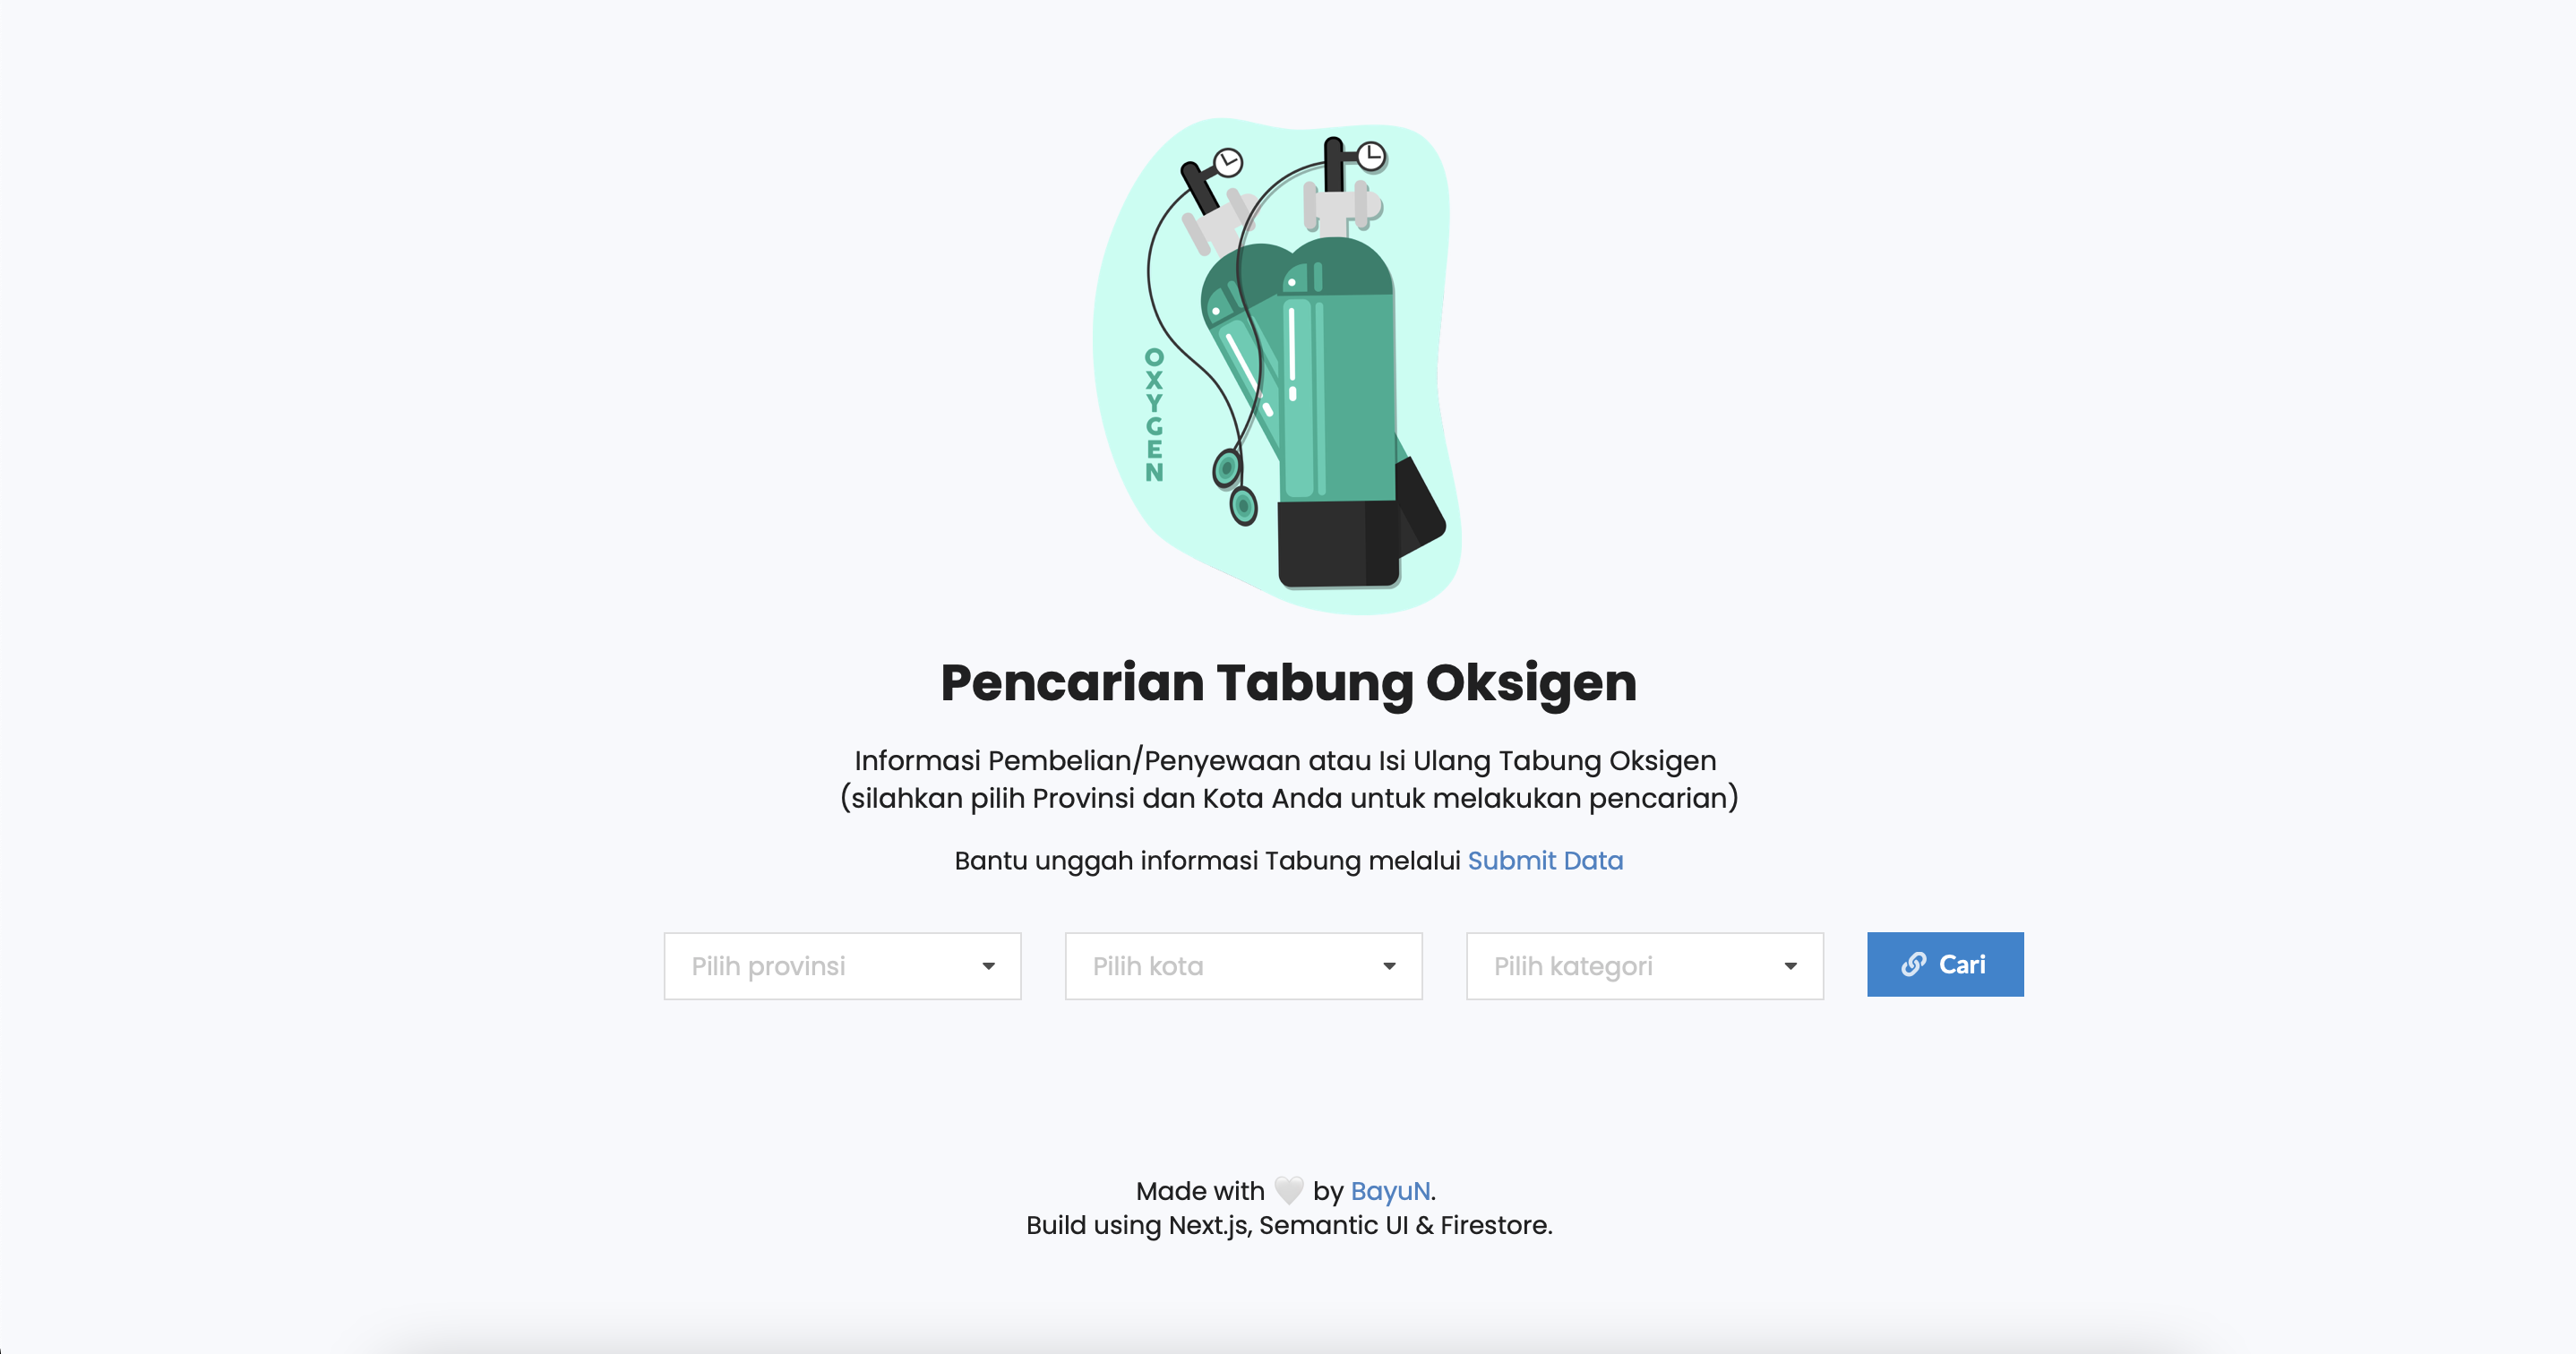 OXYGEN
Pencarian Tabung Oksigen
Informasi Pembelian/Penyewaan atau Isi Ulang Tabung Oksigen
(silahkan pilih Provinsi dan Kota Anda untuk melakukan pencarian)
Bantu unggah informasi Tabung melalui Submit Data
Pilih provinsi
Pilih kota
Pilih kategori
Cari
Made with 🤍 by BayuN.
Build using Next.js, Semantic UI & Firestore.